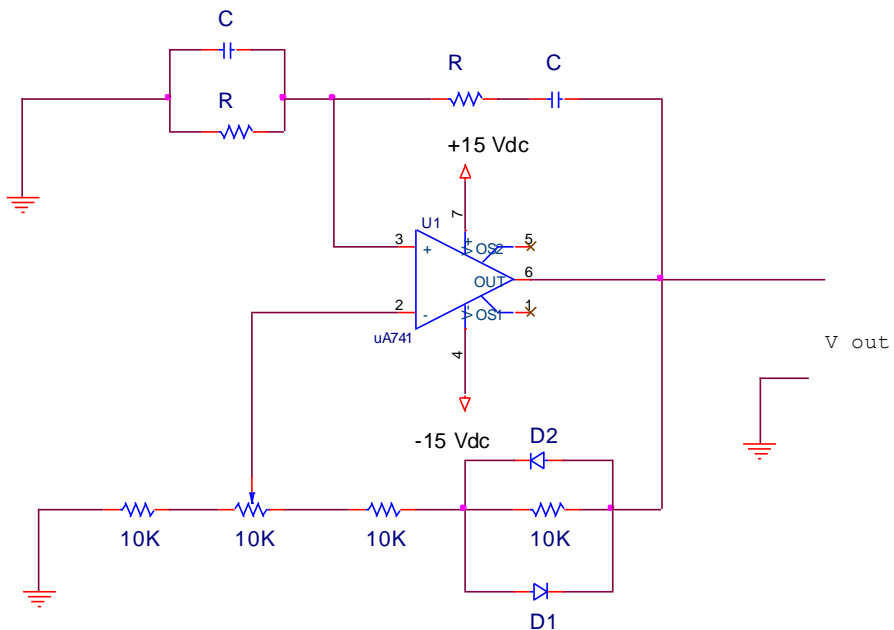 C
R
R
C
+15 Vdc
7
U1
3
+
V+
OS2
5
OUT
6
2
-
V-
OS1
1
uA741
4
V out
-15 Vdc
D2
10K
10K
10K
10K
D1